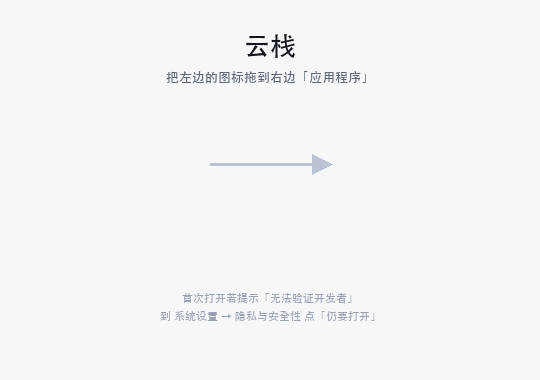 云栈
把左边的图标拖到右边「应用程序」
首次打开若提示「无法验证开发者」
到 系统设置 → 隐私与安全性 点「仍要打开」